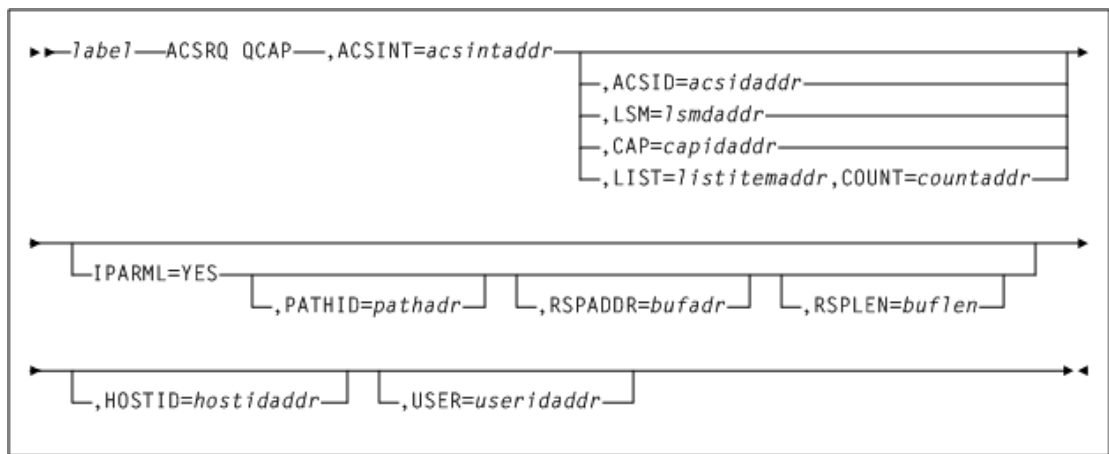 label ACSRQ QCAP ,ACSINT=acsintaddr
,ACSID=acsidaddr
,LSM=lsmdaddr
,CAP=capidaddr
,LIST=listitemaddr,COUNT=countaddr
IPARML=YES
,PATHID=pathadr ,RSPADDR=bufadr ,RSPLEN=buflen
,HOSTID=hostidaddr ,USER=useridaddr